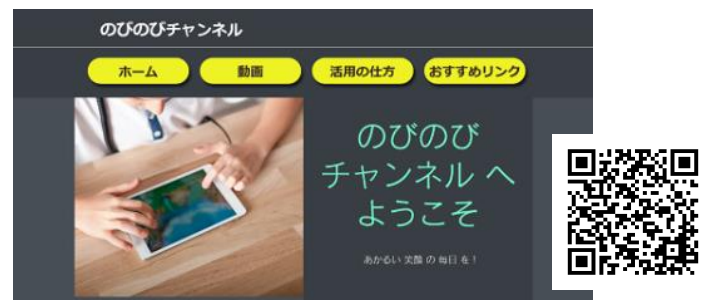 のびのびチャンネル
ホーム
動画
活用の仕方
おすすめリンク
のびのび
チャンネル へ
ようこそ
あかるい 笑顔 の 毎日 を！